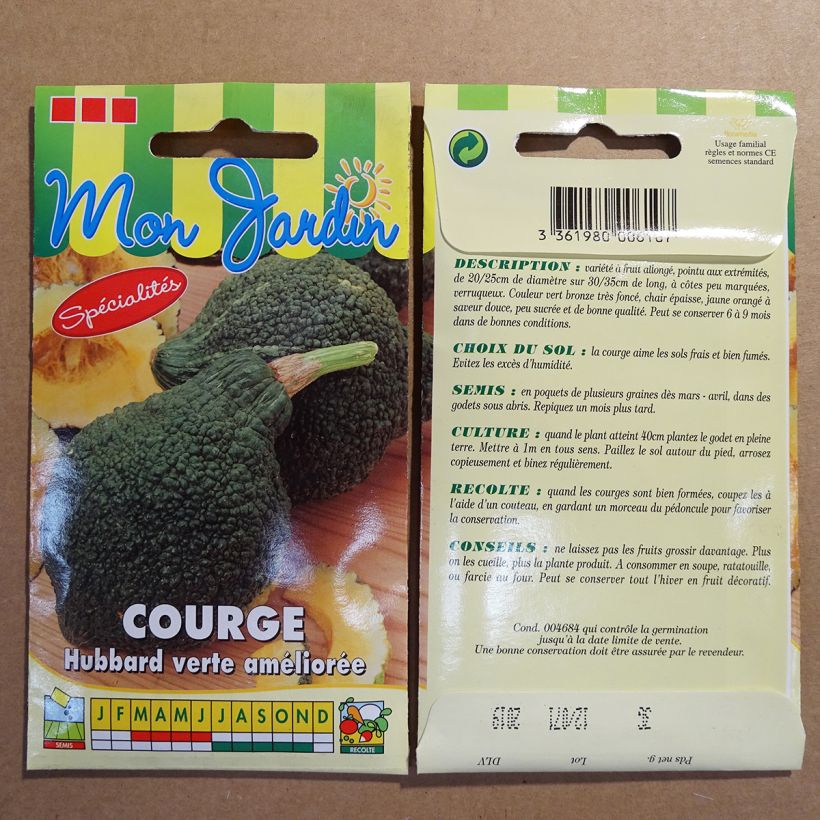 Mon Jardin
Spécialités
COURGE
Hubbard verte améliorée
J F M A M J J A S O N D
SEMIS
RECOLTE
Usage familial
règles et normes CE
semences standard
3 361980 006107
DESCRIPTION : variété à fruit allongé, pointu aux extrémités,
de 20/25cm de diamètre sur 30/35cm de long, à côtes peu marquées,
verruqueux. Couleur vert bronze très foncé, chair épaisse, jaune orangé à
saveur douce, peu sucrée et de bonne qualité. Peut se conserver 6 à 9 mois
dans de bonnes conditions.
CHOIX DU SOL : la courge aime les sols frais et bien fumés.
Evitez les excès d'humidité.
SEMIS : en poquets de plusieurs graines dès mars - avril, dans des
godets sous abris. Repiquez un mois plus tard.
CULTURE : quand le plant atteint 40cm plantez le godet en pleine
terre. Mettre à 1m en tous sens. Paillez le sol autour du pied, arrosez
copieusement et binez régulièrement.
RECOLTE : quand les courges sont bien formées, coupez les à
l'aide d'un couteau, en gardant un morceau du pédoncule pour favoriser
la conservation.
CONSEILS : ne laissez pas les fruits grossir davantage. Plus
on les cueille, plus la plante produit. A consommer en soupe, ratatouille,
ou farcie au four. Peut se conserver tout l'hiver en fruit décoratif.
Cond. 004684 qui contrôle la germination
jusqu'à la date limite de vente.
Une bonne conservation doit être assurée par le revendeur.
2019 12/071 3G
DLV Lot Pds net g.